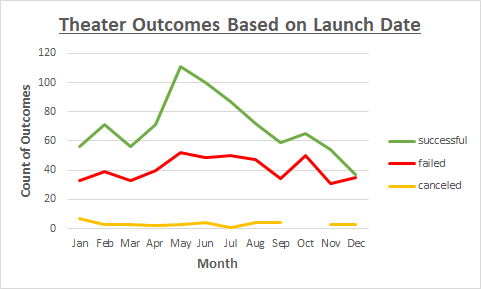 Theater Outcomes Based on Launch Date
120
100
80
60
40
20
0
Count of Outcomes
Jan Feb Mar Apr May Jun Jul Aug Sep Oct Nov Dec
Month
successful
failed
canceled